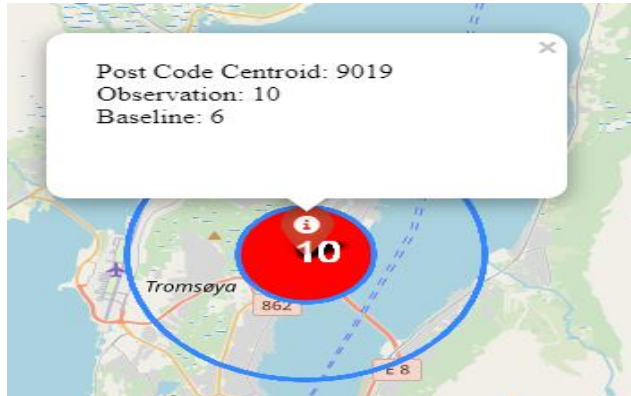 ×
Post Code Centroid: 9019
Observation: 10
Baseline: 6
i
10
Tromsøya
862
E 8